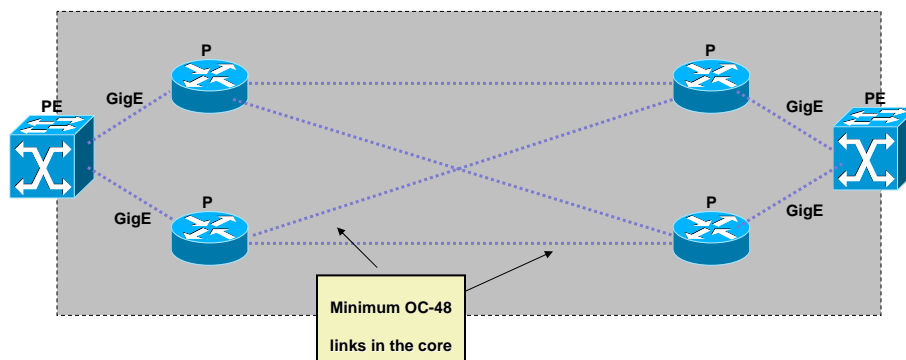 P
P
GigE
GigE
PE
PE
P
P
GigE
GigE
Minimum OC-48
links in the core